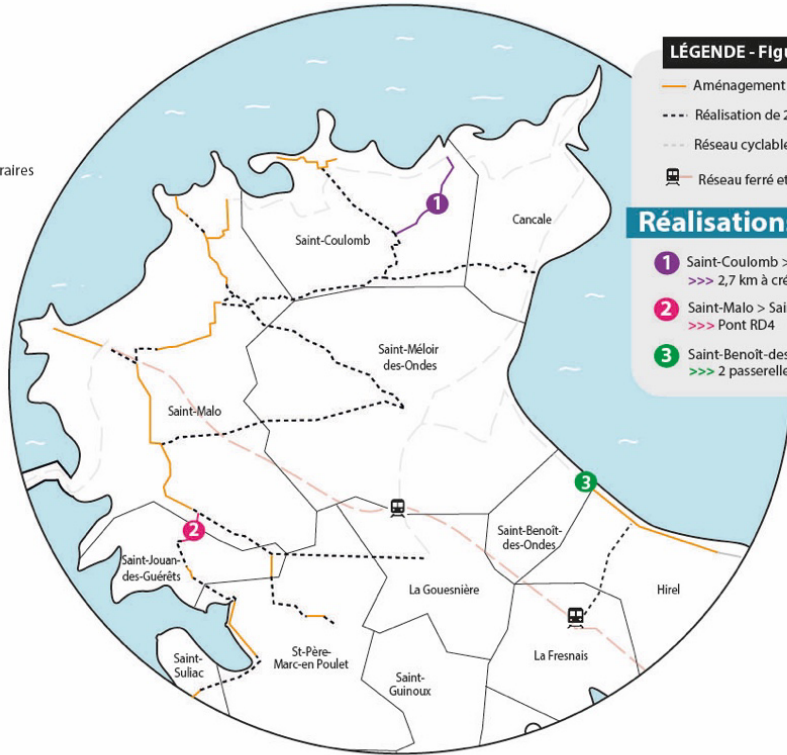 raires
LÉGENDE - Figu
Aménagement
Réalisation de 2
Réseau cyclable
Réseau ferré et
Réalisations
1 Saint-Coulomb >
>>> 2,7 km à cré
2 Saint-Malo > Sai
>>> Pont RD4
3 Saint-Benoît-des
>>> 2 passerelle
1
Cancale
Saint-Coulomb
Saint-Méloir
des-Ondes
Saint-Malo
3
2
Saint-Benoît-
des-Ondes
Saint-Jouan-
des-Guérêts
La Gouesnière
Hirel
St-Père-
Marc-en Poulet
La Fresnais
Saint-
Suliac
Saint-
Guinoux